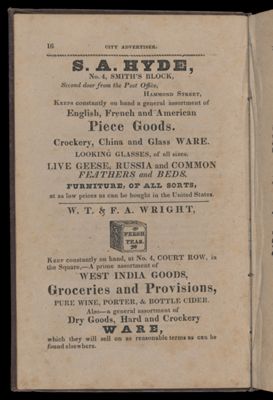 16 CITY ADVERTISER.
S. A. HYDE,
No. 4, SMITH'S BLOCK,
Second door from the Post Office,
HAMMOND STREET,
KEEPS constantly on hand a general assortment of
English, French and American
Piece Goods.
Crockery, China and Glass WARE.
LOOKING GLASSES, of all sizes.
LIVE GEESE, RUSSIA and COMMON
FEATHERS and BEDS.
FURNITURE, OF ALL SORTS,
at as low prices as can be bought in the United States.
W. T. & F. A. WRIGHT,
FRESH
TEAS.
KEEP constantly on hand, at No. 4, COURT ROW, in
the Square,—A prime assortment of
WEST INDIA GOODS,
Groceries and Provisions,
PURE WINE, PORTER, & BOTTLE CIDER.
Also—a general assortment of
Dry Goods, Hard and Crockery
WARE,
which they will sell on as reasonable terms as can be
found elsewhere.